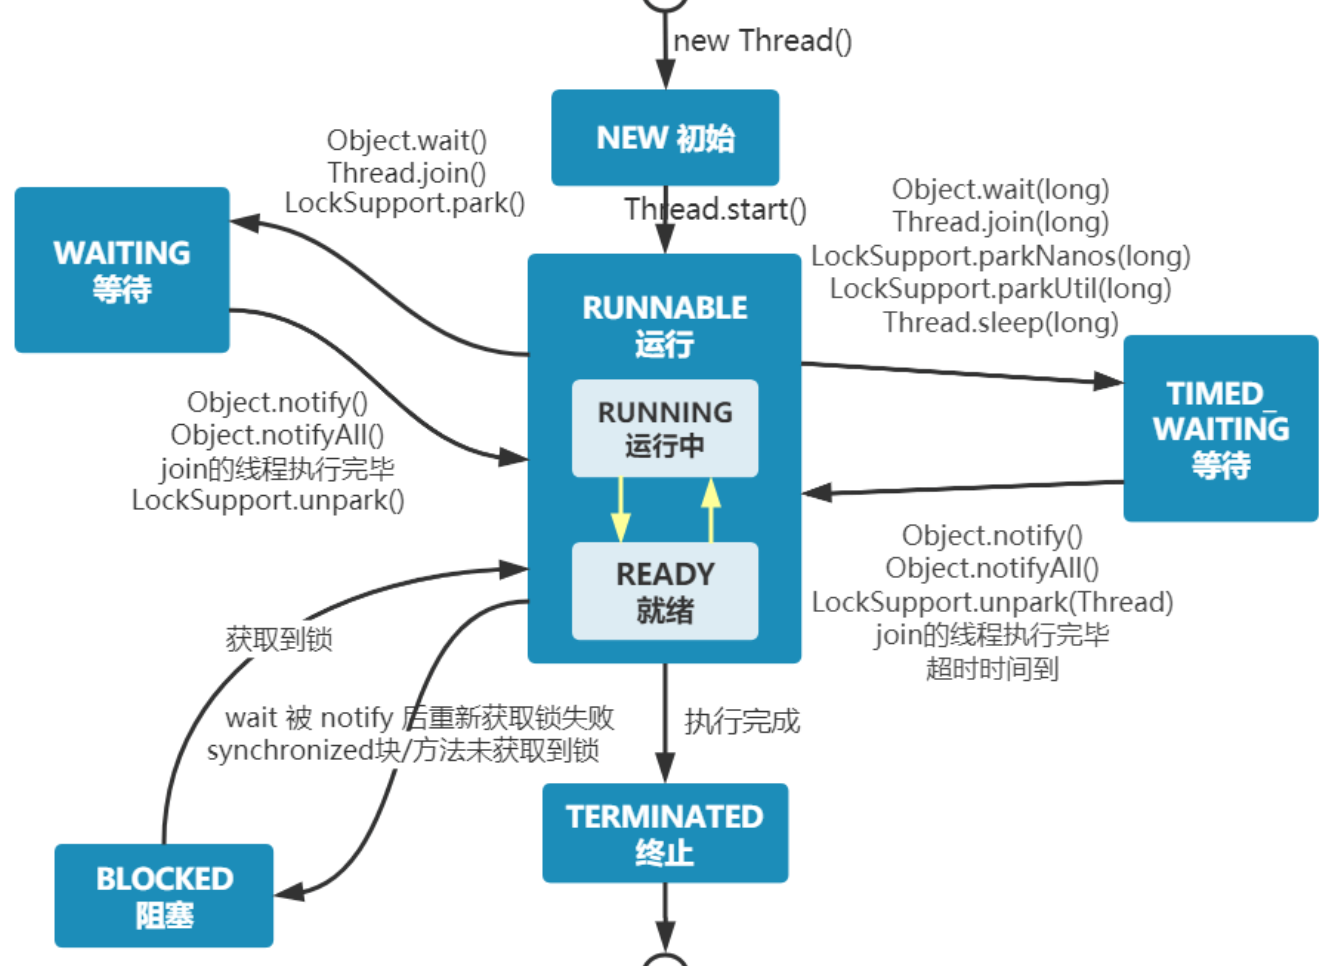 new Thread()
NEW 初始
Thread.start()
Object.wait()
Thread.join()
LockSupport.park()
WAITING
等待
Object.notify()
Object.notifyAll()
join的线程执行完毕
LockSupport.unpark()
RUNNABLE
运行
RUNNING
运行中
READY
就绪
Object.wait(long)
Thread.join(long)
LockSupport.parkNanos(long)
LockSupport.parkUtil(long)
Thread.sleep(long)
TIMED_
WAITING
等待
Object.notify()
Object.notifyAll()
LockSupport.unpark(Thread)
join的线程执行完毕
超时时间到
获取到锁
wait 被 notify 后重新获取锁失败
synchronized块/方法未获取到锁
执行完成
BLOCKED
阻塞
TERMINATED
终止